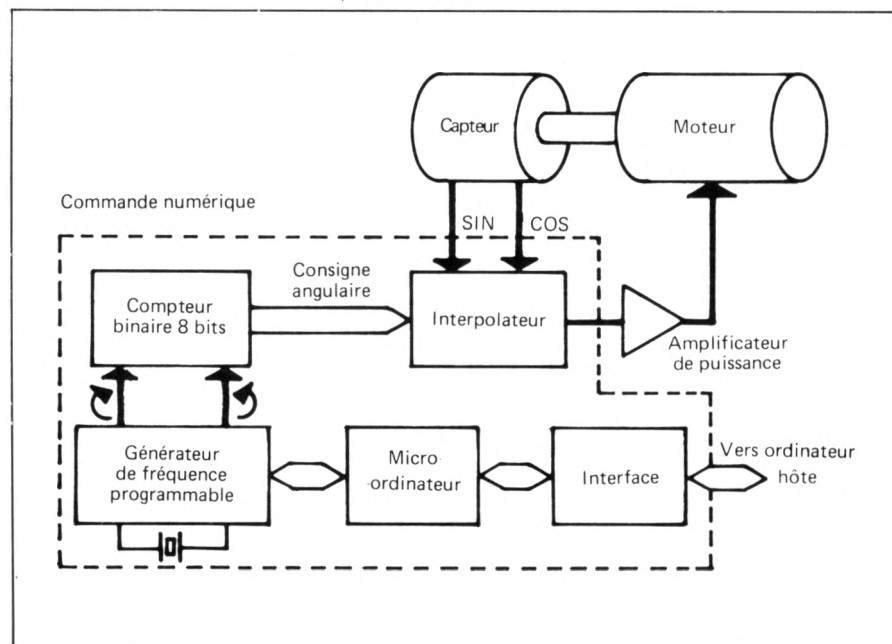 Capteur
Moteur
Commande numérique
SIN
COS
Consigne
angulaire
Compteur
binaire 8 bits
Interpolateur
Amplificateur
de puissance
Générateur
de fréquence
programmable
Micro-
ordinateur
Interface
Vers ordinateur
hôte